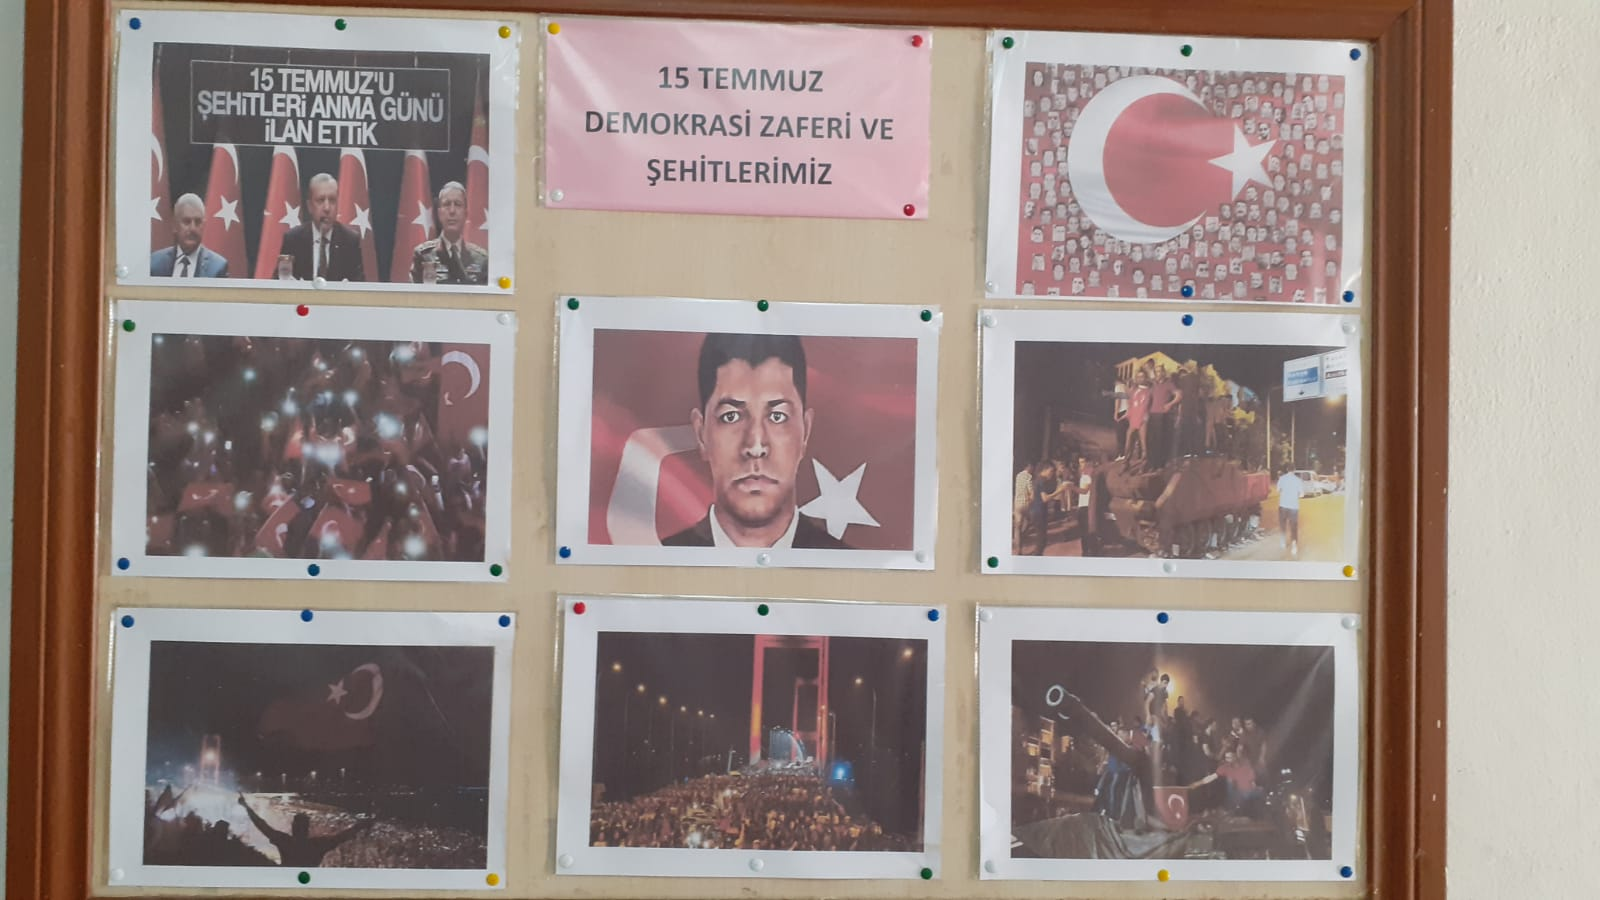 15 TEMMUZ'U
ŞEHİTLERİ ANMA GÜNÜ
İLAN ETTİK
15 TEMMUZ
DEMOKRASİ ZAFERİ VE
ŞEHİTLERİMİZ